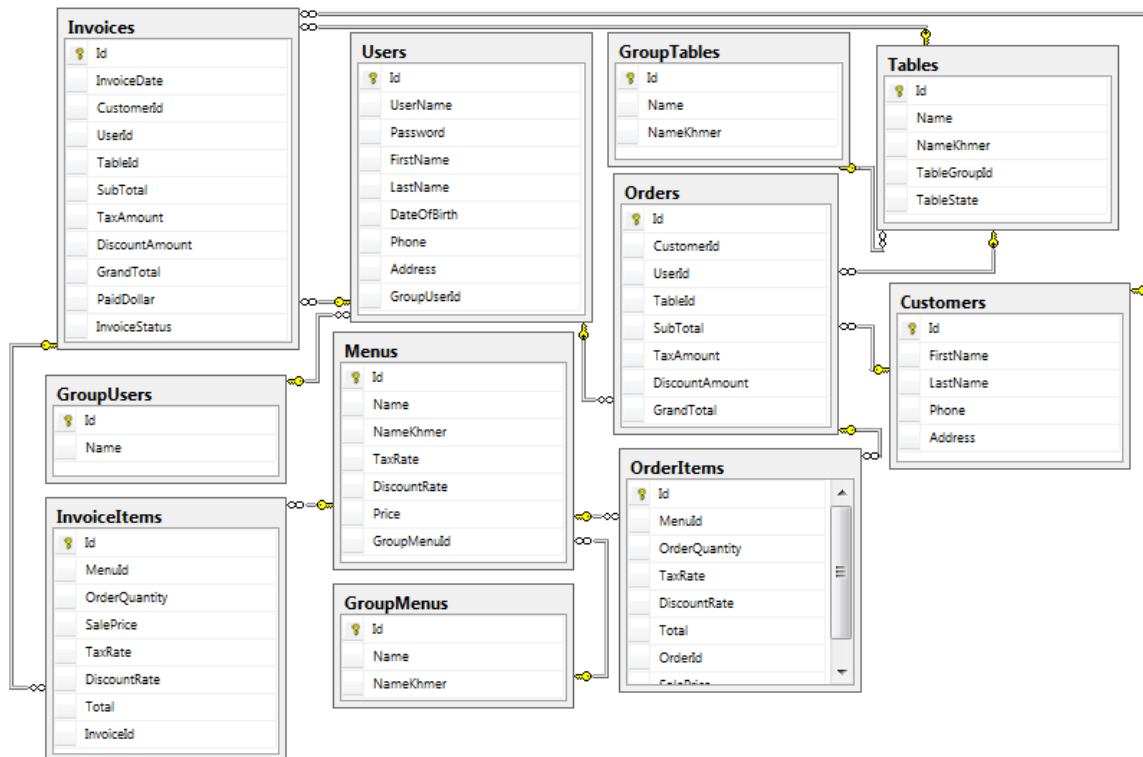 Invoices
Id
InvoiceDate
CustomerId
UserId
TableId
SubTotal
TaxAmount
DiscountAmount
GrandTotal
PaidDollar
InvoiceStatus
Users
Id
UserName
Password
FirstName
LastName
DateOfBirth
Phone
Address
GroupUserId
GroupTables
Id
Name
NameKhmer
Tables
Id
Name
NameKhmer
TableGroupId
TableState
Orders
Id
CustomerId
UserId
TableId
SubTotal
TaxAmount
DiscountAmount
GrandTotal
Customers
Id
FirstName
LastName
Phone
Address
GroupUsers
Id
Name
Menus
Id
Name
NameKhmer
TaxRate
DiscountRate
Price
GroupMenuId
OrderItems
Id
MenuId
OrderQuantity
TaxRate
DiscountRate
Total
OrderId
SalePrice
InvoiceItems
Id
MenuId
OrderQuantity
SalePrice
TaxRate
DiscountRate
Total
InvoiceId
GroupMenus
Id
Name
NameKhmer